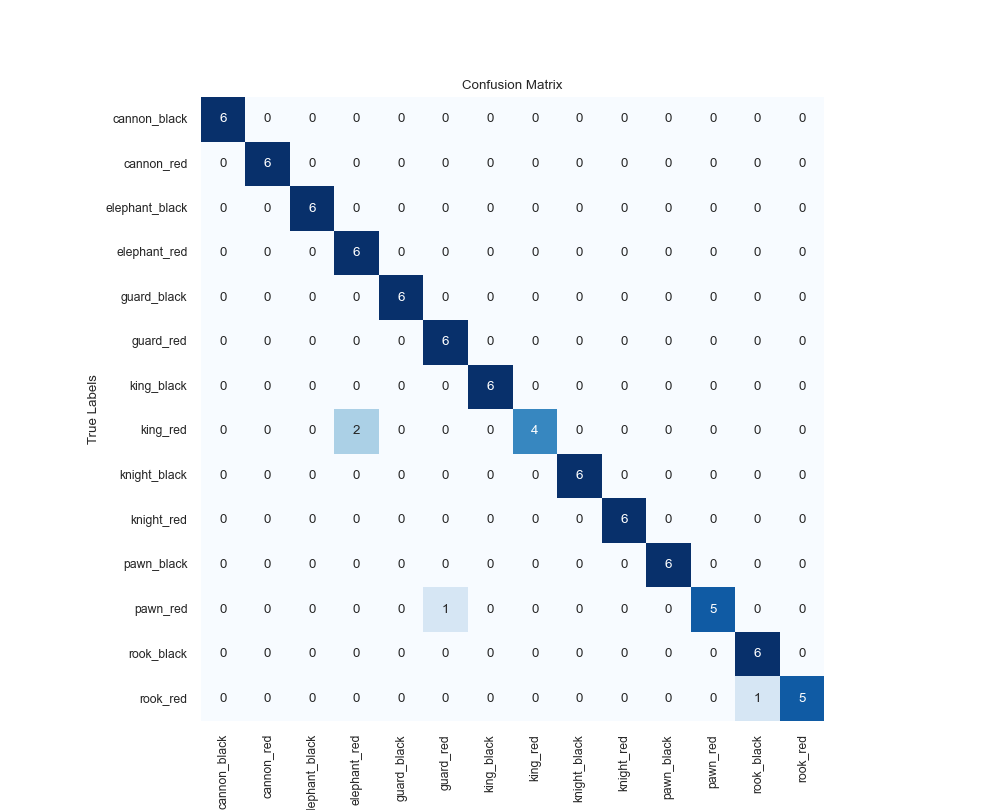 Confusion Matrix
cannon_black 6 0 0 0 0 0 0 0 0 0 0 0 0 0
cannon_red 0 6 0 0 0 0 0 0 0 0 0 0 0 0
elephant_black 0 0 6 0 0 0 0 0 0 0 0 0 0 0
elephant_red 0 0 0 6 0 0 0 0 0 0 0 0 0 0
guard_black 0 0 0 0 6 0 0 0 0 0 0 0 0 0
guard_red 0 0 0 0 0 6 0 0 0 0 0 0 0 0
king_black 0 0 0 0 0 0 6 0 0 0 0 0 0 0
True Labels
king_red 0 0 0 2 0 0 0 4 0 0 0 0 0 0
knight_black 0 0 0 0 0 0 0 0 6 0 0 0 0 0
knight_red 0 0 0 0 0 0 0 0 0 6 0 0 0 0
pawn_black 0 0 0 0 0 0 0 0 0 0 6 0 0 0
pawn_red 0 0 0 0 0 1 0 0 0 0 0 5 0 0
rook_black 0 0 0 0 0 0 0 0 0 0 0 0 6 0
rook_red 0 0 0 0 0 0 0 0 0 0 0 0 1 5
cannon_black
cannon_red
lephant_black
elephant_red
guard_black
guard_red
king_black
king_red
knight_black
knight_red
pawn_black
pawn_red
rook_black
rook_red